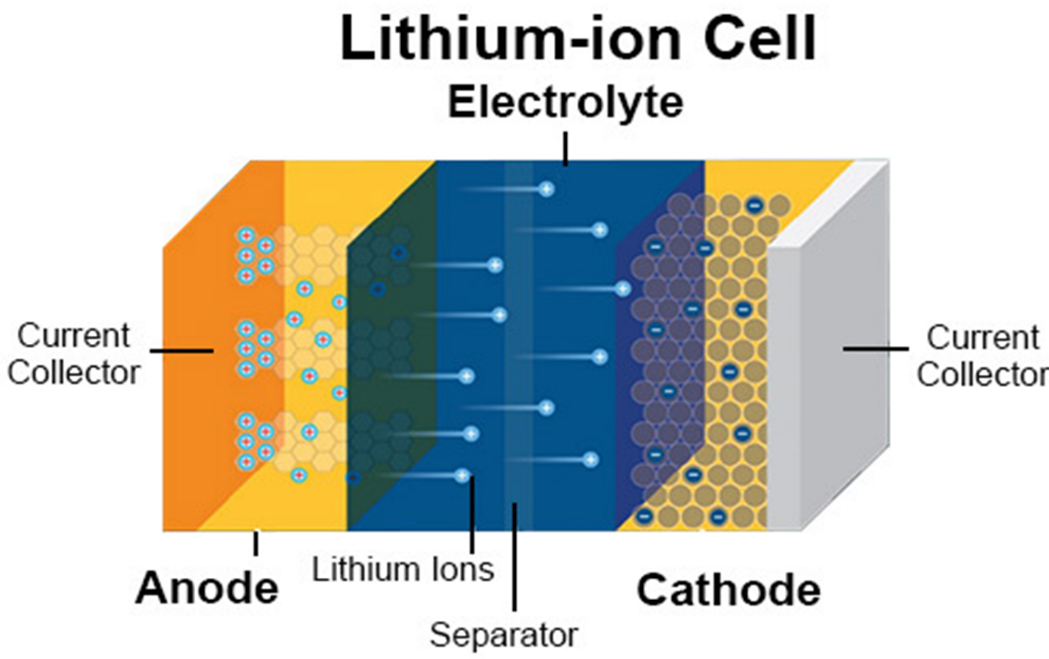 Lithium-ion Cell
Electrolyte
Current
Collector
Current
Collector
Lithium Ions
Anode
Cathode
Separator